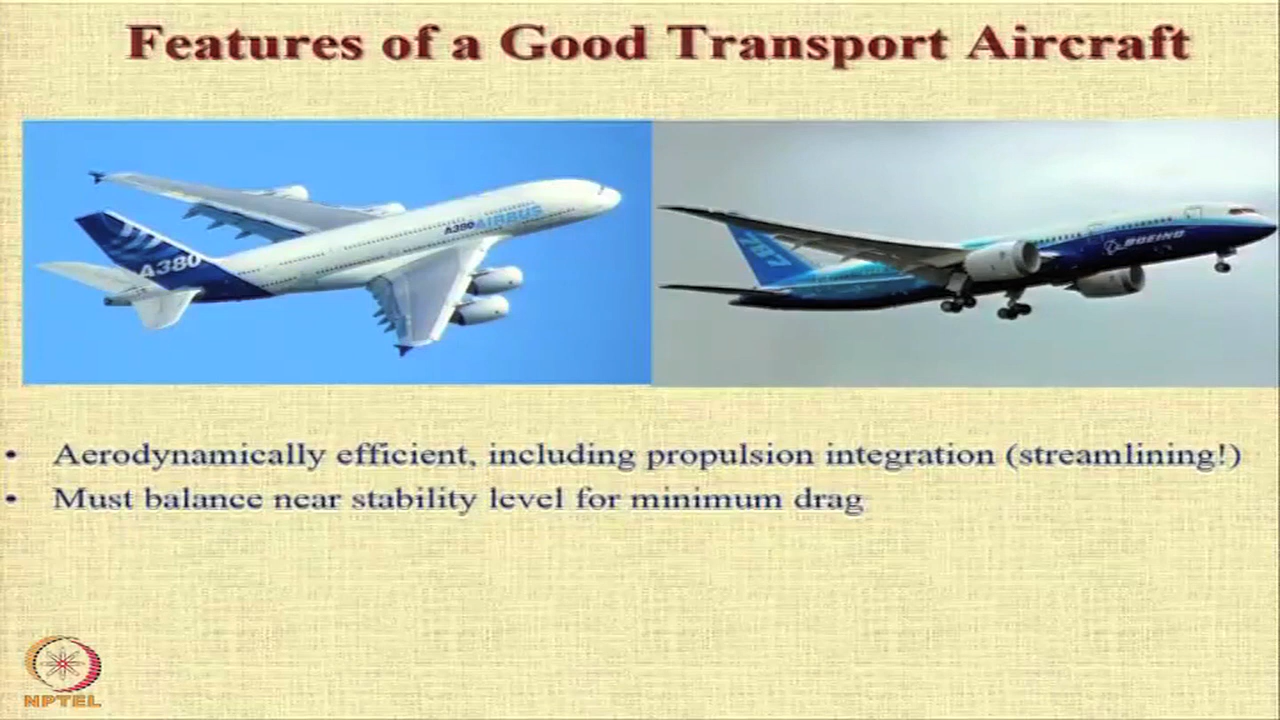 Features of a Good Transport Aircraft
A380 AIRBUS
A380
787
BOEING
• Aerodynamically efficient, including propulsion integration (streamlining!)
• Must balance near stability level for minimum drag
NPTEL